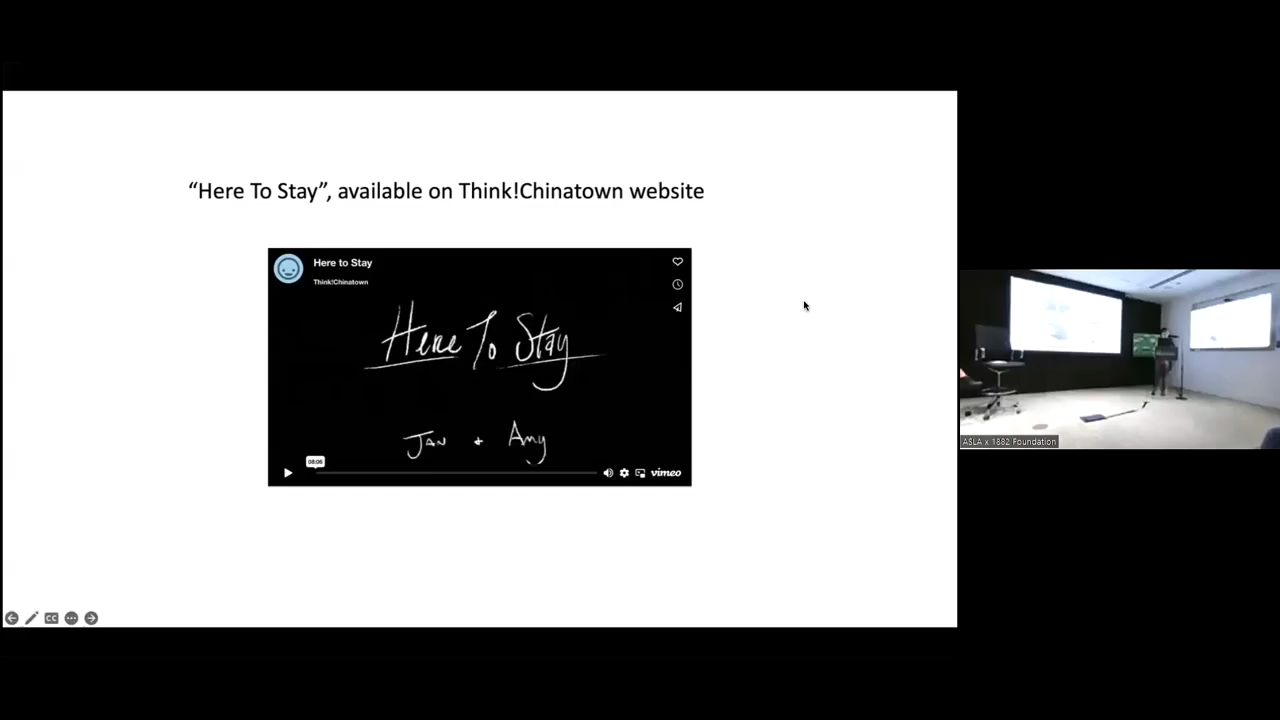 “Here To Stay”, available on Think!Chinatown website
Here to Stay
Think!Chinatown
Here To Stay
Jan + Amy
08:06
vimeo
CC
ASLA x 1882 Foundation